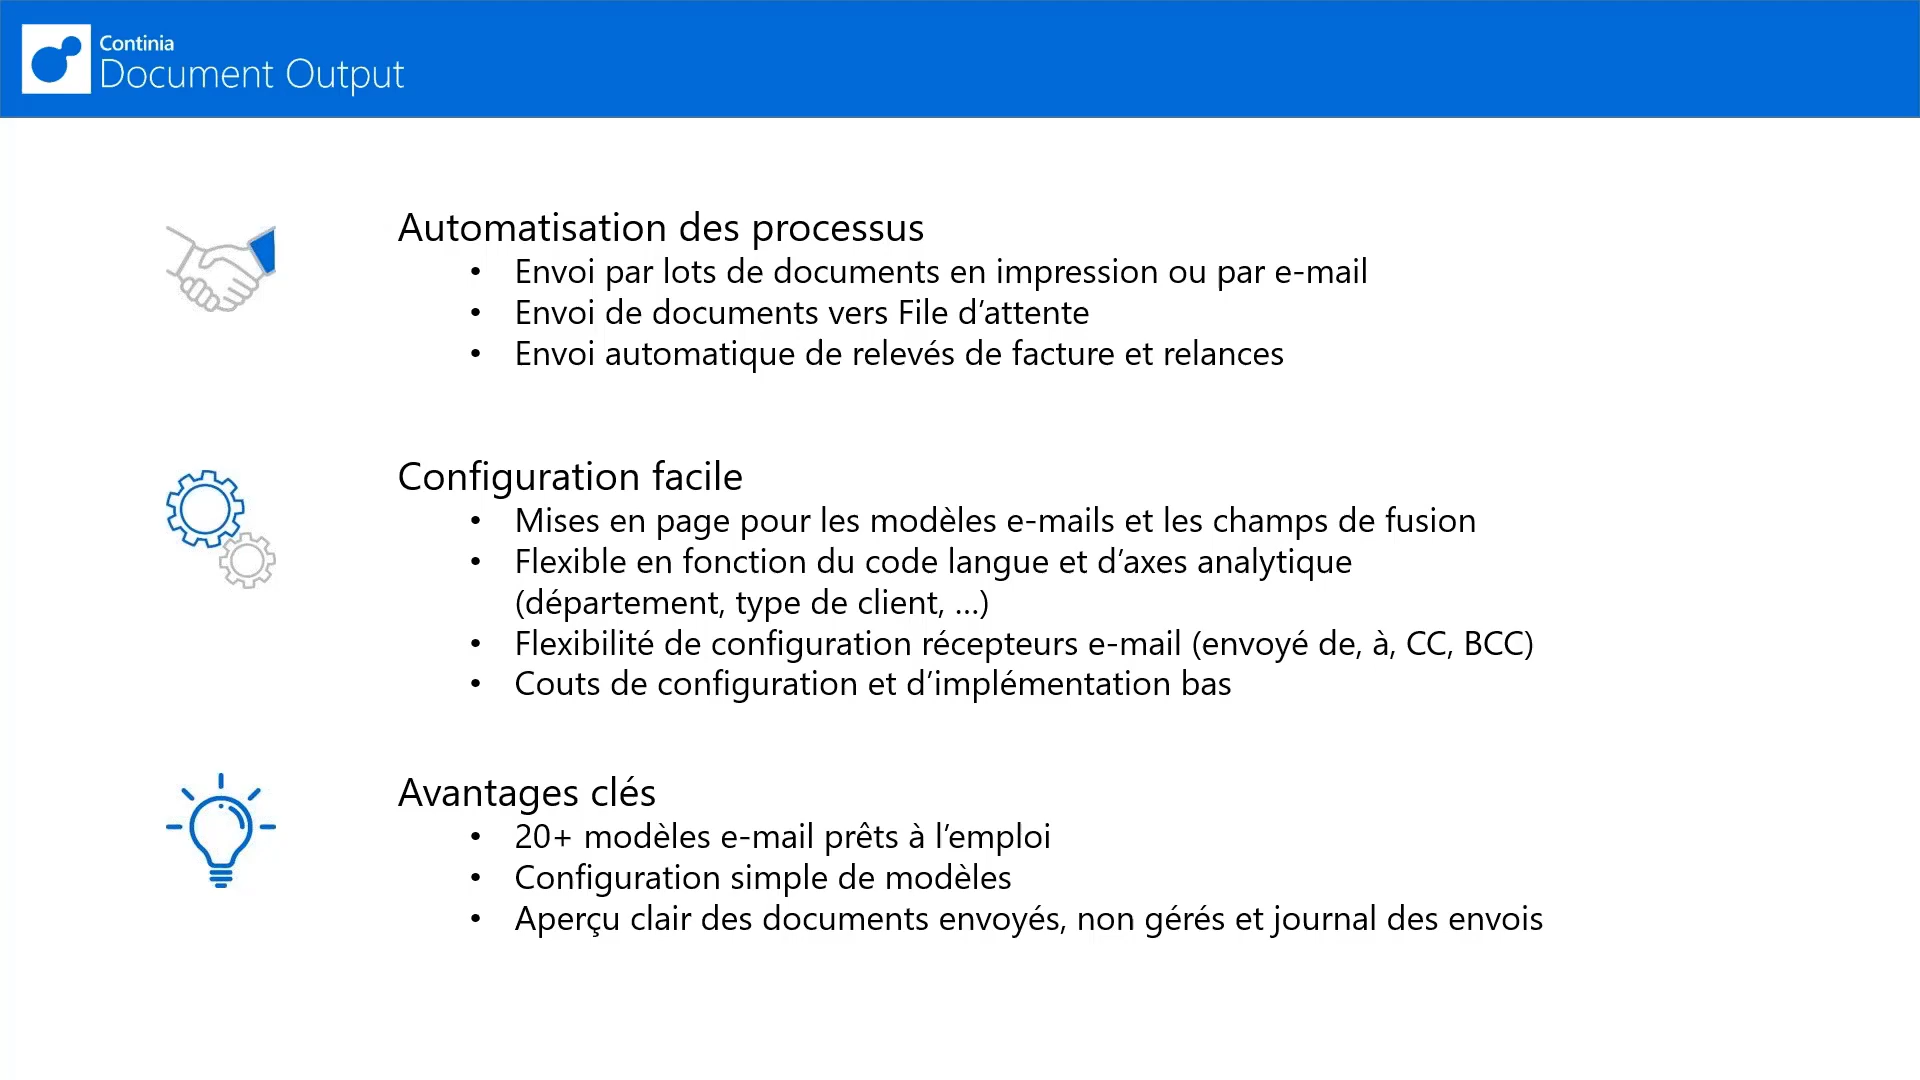 Continia
Document Output
Automatisation des processus
• Envoi par lots de documents en impression ou par e-mail
• Envoi de documents vers File d’attente
• Envoi automatique de relevés de facture et relances
Configuration facile
• Mises en page pour les modèles e-mails et les champs de fusion
• Flexible en fonction du code langue et d’axes analytique
(département, type de client, ...)
• Flexibilité de configuration récepteurs e-mail (envoyé de, à, CC, BCC)
• Couts de configuration et d’implémentation bas
Avantages clés
• 20+ modèles e-mail prêts à l’emploi
• Configuration simple de modèles
• Aperçu clair des documents envoyés, non gérés et journal des envois